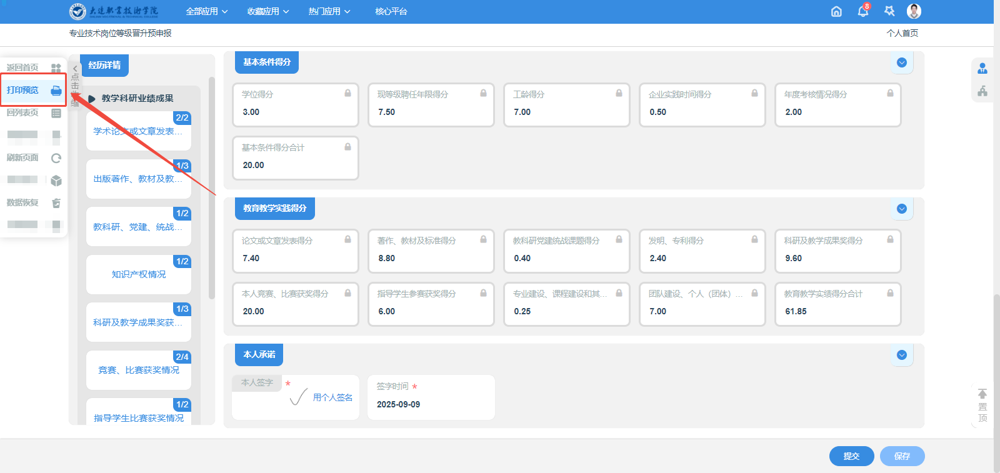 大连职业技术学院
全部应用
收藏应用
热门应用
核心平台
8
专业技术岗位等级晋升预申报
个人首页
返回首页
打印预览
回列表页
刷新页面
数据恢复
点击收缩
经历详情
教学科研业绩成果
2/2
学术论文或文章发表...
1/3
出版著作、教材及教...
1/2
教科研、党建、统战...
1/2
知识产权情况
1/3
科研及教学成果奖获...
2/4
竞赛、比赛获奖情况
1/2
指导学生比赛获奖情况
基本条件得分
学位得分
3.00
现等级聘任年限得分
7.50
工龄得分
7.00
企业实践时间得分
0.50
年度考核情况得分
2.00
基本条件得分合计
20.00
教育教学实践得分
论文或文章发表得分
7.40
著作、教材及标准得分
8.80
教科研党建统战课题得分
0.40
发明、专利得分
2.40
科研及教学成果奖得分
9.60
本人竞赛、比赛获奖得分
20.00
指导学生参赛获奖得分
6.00
专业建设、课程建设和其...
0.25
团队建设、个人（团体）...
7.00
教育教学实绩得分合计
61.85
本人承诺
本人签字 *
用个人签名
签字时间 *
2025-09-09
置顶
提交
保存